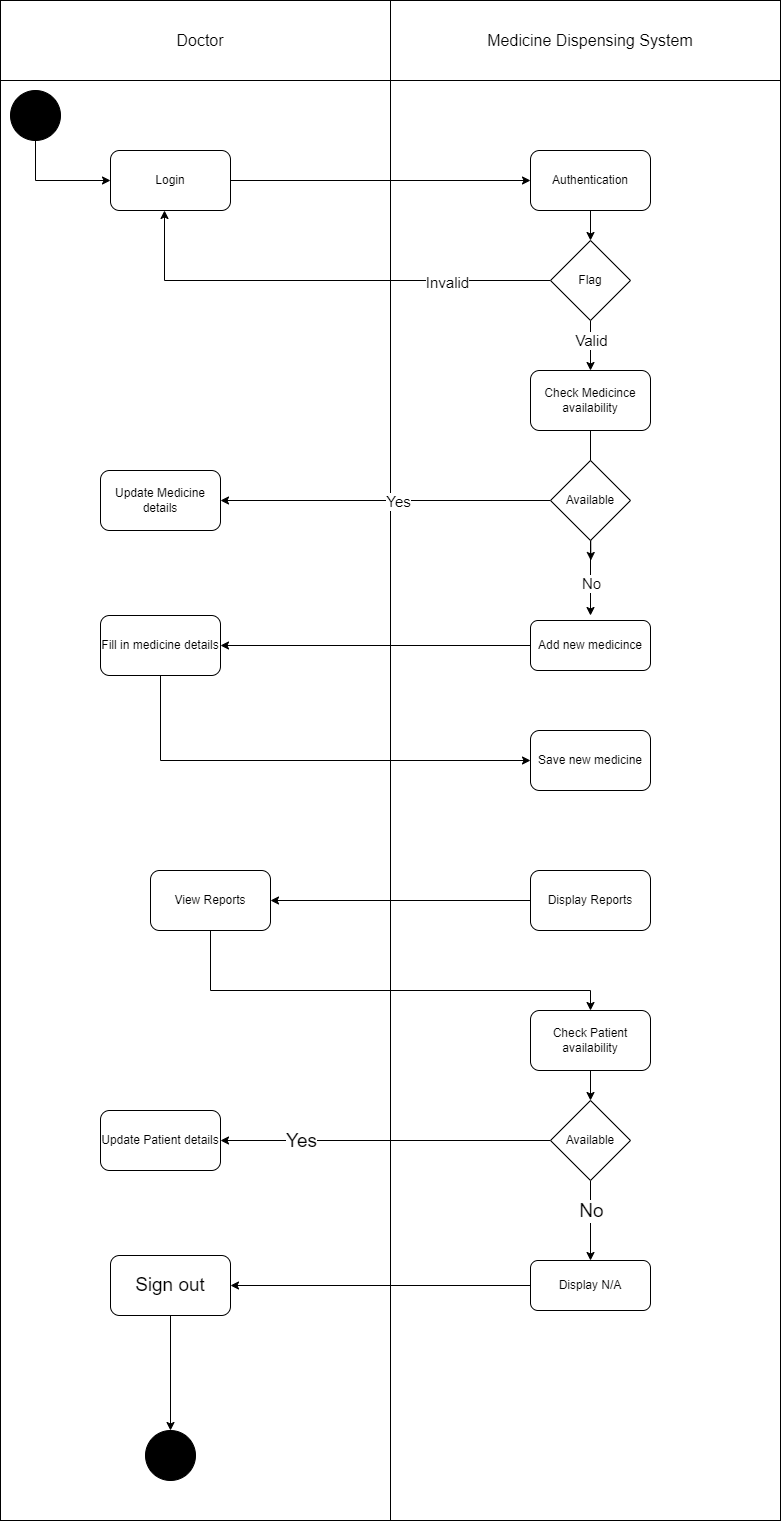 Doctor
Medicine Dispensing System
Login
Authentication
Flag
Invalid
Valid
Check Medicince
availability
Update Medicine
details
Yes
Available
No
Fill in medicine details
Add new medicince
Save new medicine
View Reports
Display Reports
Check Patient
availability
Update Patient details
Yes
Available
No
Sign out
Display N/A